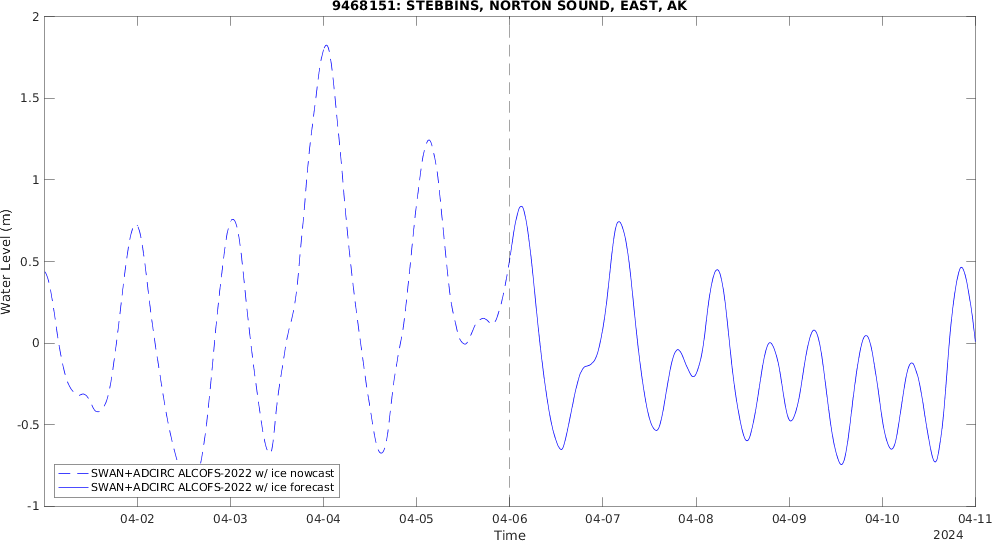 9468151: STEBBINS, NORTON SOUND, EAST, AK
Water Level (m)
2
1.5
1
0.5
0
-0.5
-1
SWAN+ADCIRC ALCOFS-2022 w/ ice nowcast
SWAN+ADCIRC ALCOFS-2022 w/ ice forecast
04-02 04-03 04-04 04-05 04-06 04-07 04-08 04-09 04-10 04-11
Time
2024